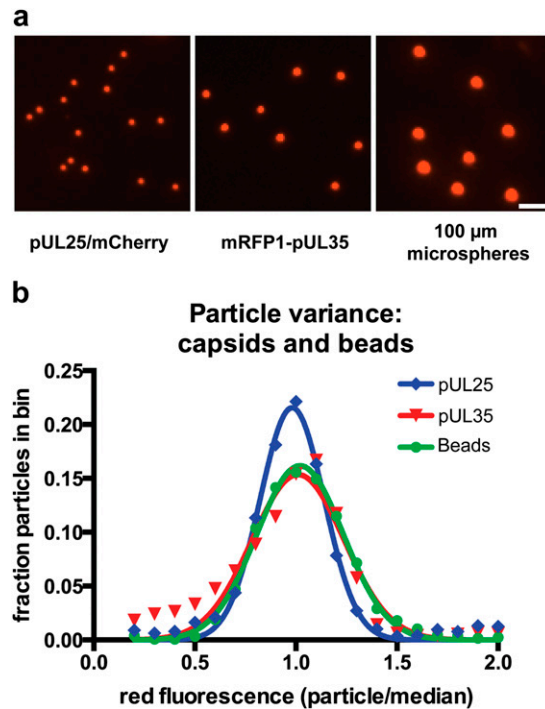 a
pUL25/mCherry
mRFP1-pUL35
100 μm
microspheres
b
Particle variance:
capsids and beads
0.25
0.20
0.15
0.10
0.05
0.00
fraction particles in bin
pUL25
pUL35
Beads
0.0 0.5 1.0 1.5 2.0
red fluorescence (particle/median)